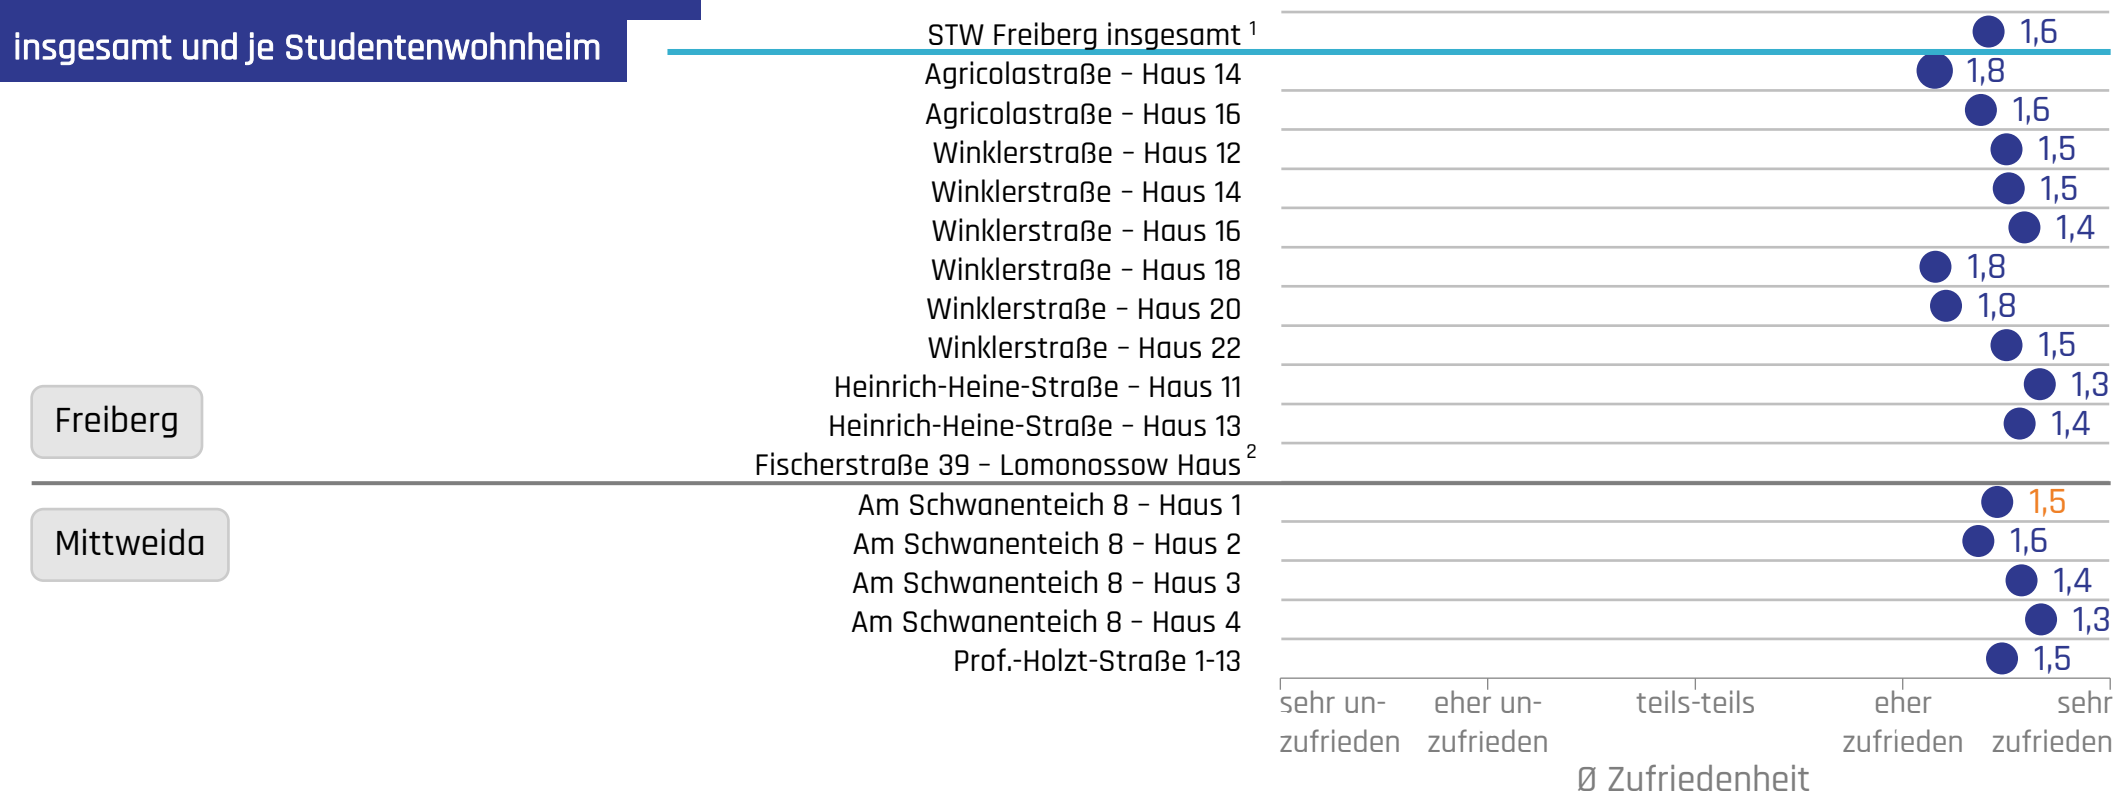 insgesamt und je Studentenwohnheim
STW Freiberg insgesamt 1 1,6
Agricolastraße – Haus 14 1,8
Agricolastraße – Haus 16 1,6
Winklerstraße – Haus 12 1,5
Winklerstraße – Haus 14 1,5
Winklerstraße – Haus 16 1,4
Winklerstraße – Haus 18 1,8
Winklerstraße – Haus 20 1,8
Winklerstraße – Haus 22 1,5
Heinrich-Heine-Straße – Haus 11 1,3
Freiberg
Heinrich-Heine-Straße – Haus 13 1,4
Fischerstraße 39 – Lomonossow Haus 2
Am Schwanenteich 8 – Haus 1 1,5
Mittweida
Am Schwanenteich 8 – Haus 2 1,6
Am Schwanenteich 8 – Haus 3 1,4
Am Schwanenteich 8 – Haus 4 1,3
Prof.-Holzt-Straße 1-13 1,5
sehr un- eher un- teils-teils eher sehr
zufrieden zufrieden zufrieden zufrieden
Ø Zufriedenheit